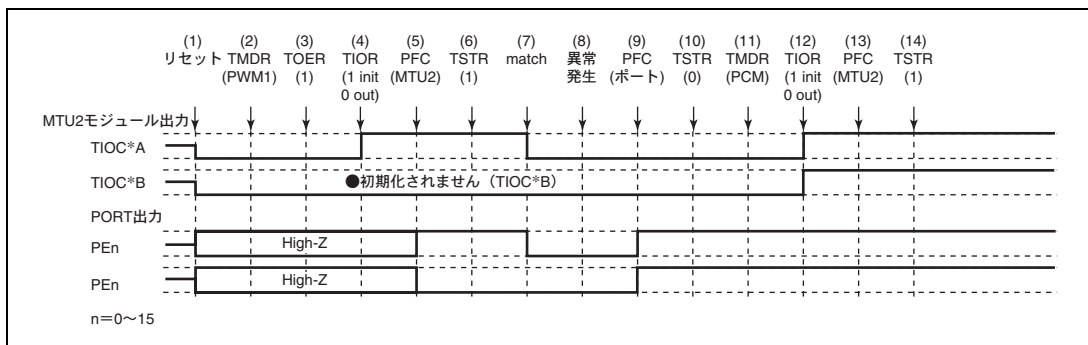 (1) (2) (3) (4) (5) (6) (7) (8) (9) (10) (11) (12) (13) (14)
リセット TMDR TOER TIOR PFC TSTR match 異常 PFC TSTR TMDR TIOR PFC TSTR
(PWM1) (1) (1 init (MTU2) (1) 発生 (ポート) (0) (PCM) (1 init (MTU2) (1)
0 out) 0 out)
MTU2モジュール出力
TIOC*A
TIOC*B ●初期化されません（TIOC*B）
PORT出力
PEn High-Z
PEn High-Z
n＝0〜15